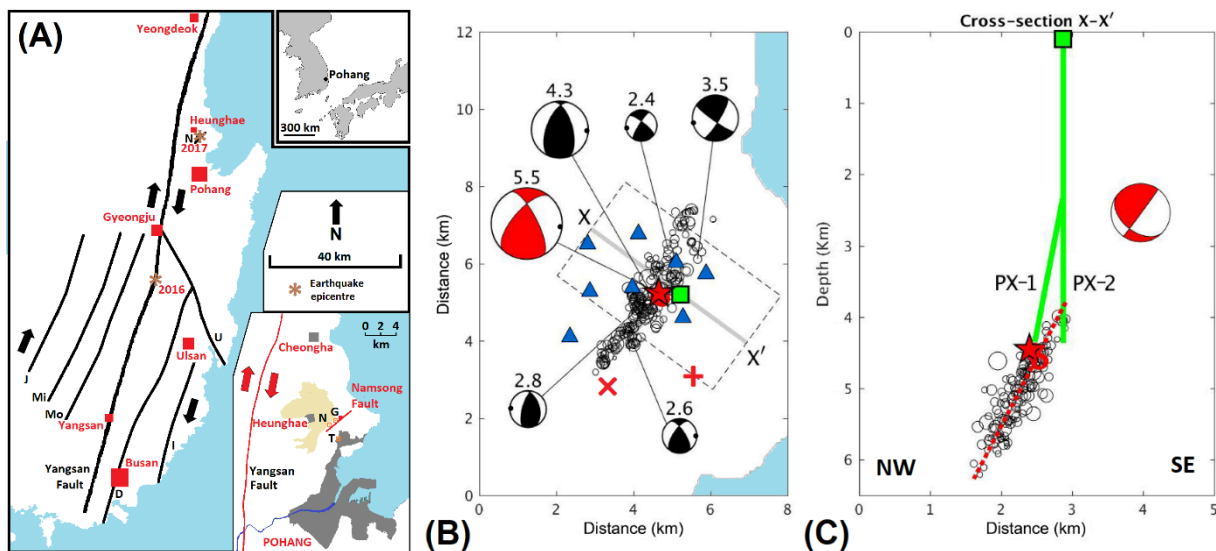 (A)
Yeongdeok
Pohang
300 km
Heunghae
N
2017
Pohang
Gyeongju
N
40 km
Earthquake
epicentre
2016
U
Ulsan
J
Mi
Mo
Yangsan
I
Yangsan
Fault
Busan
D
0 2 4
km
Cheongha
Namsong
Fault
Heunghae
N
G
T
Yangsan
Fault
POHANG
(B)
12
10
8
6
4
2
0
Distance (km)
0
2
4
6
8
Distance (km)
4.3
2.4
3.5
5.5
X
X′
2.8
2.6
(C)
Cross-section X-X′
0
1
2
3
4
5
6
Depth (Km)
PX-1
PX-2
NW
SE
0
1
2
3
4
5
Distance (km)